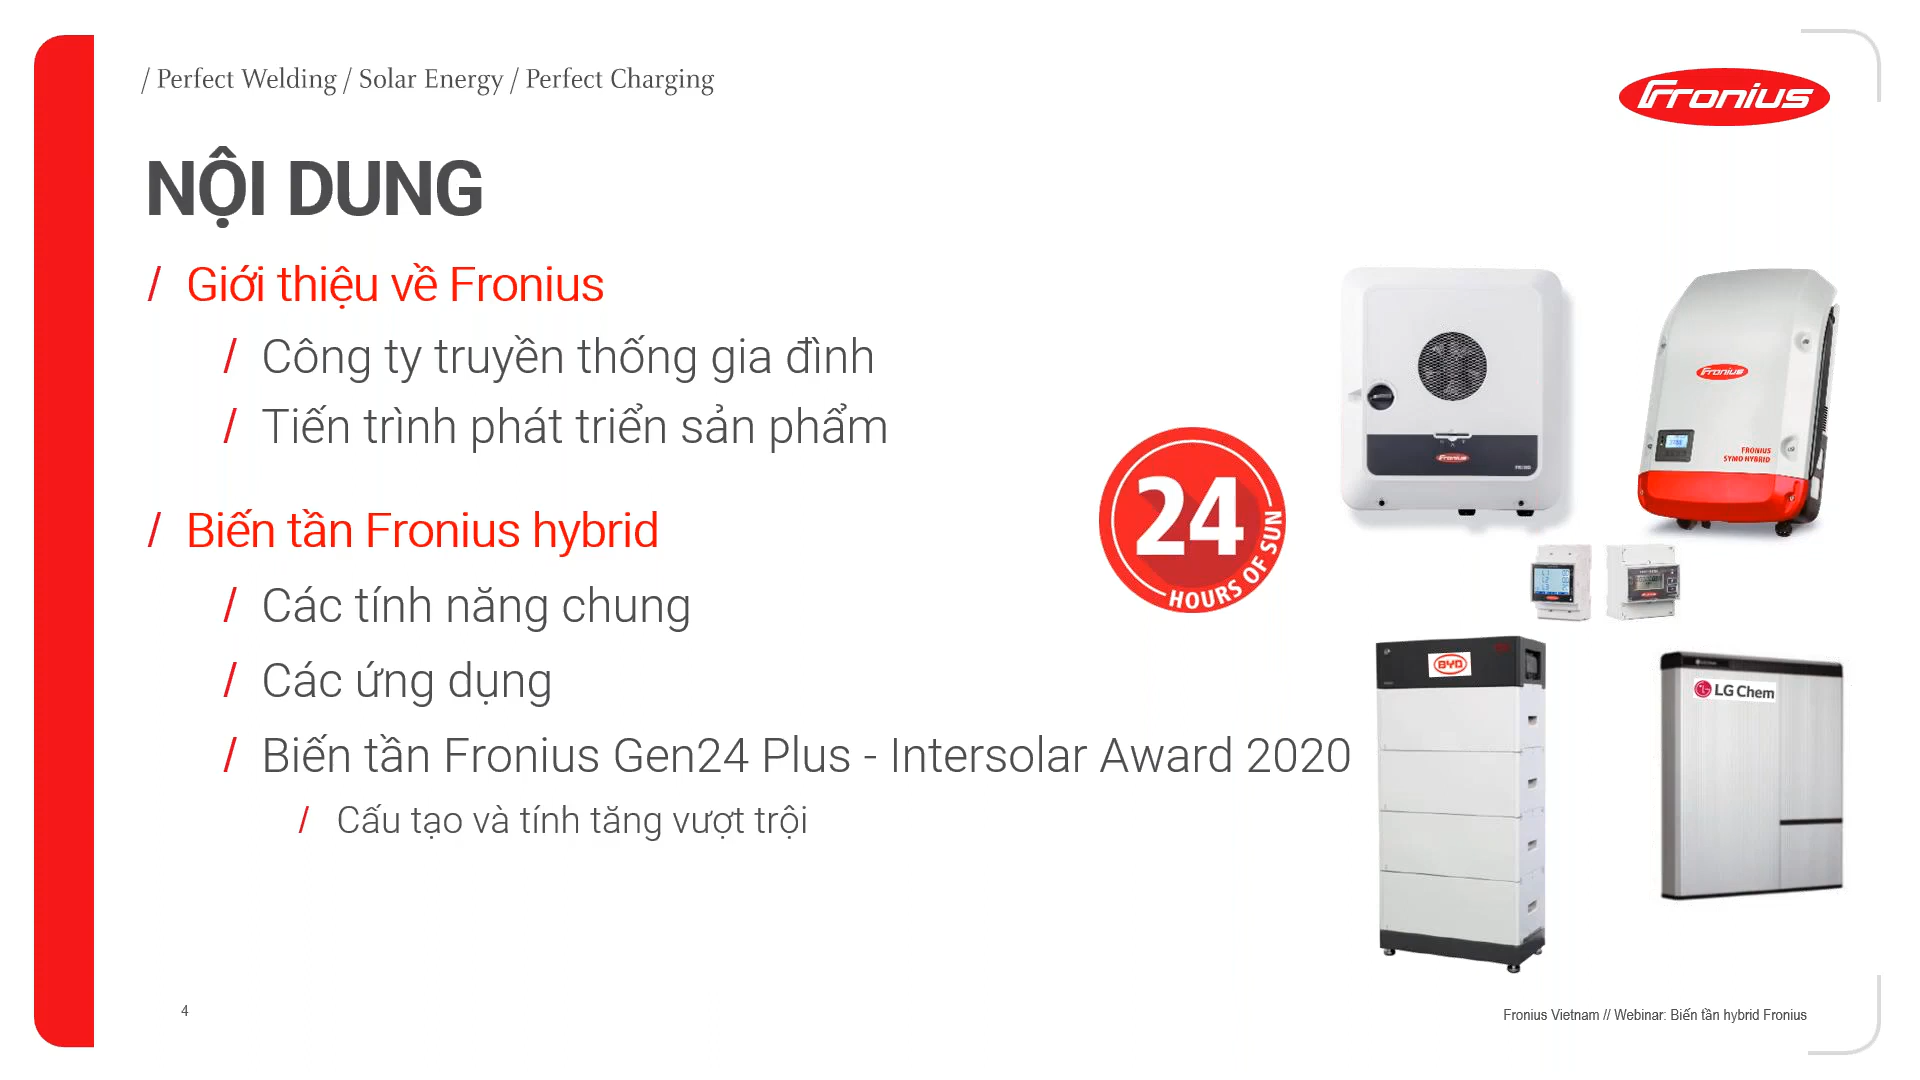 / Perfect Welding / Solar Energy / Perfect Charging
Fronius
NỘI DUNG
/ Giới thiệu về Fronius
/ Công ty truyền thống gia đình
/ Tiến trình phát triển sản phẩm
/ Biến tần Fronius hybrid
/ Các tính năng chung
/ Các ứng dụng
/ Biến tần Fronius Gen24 Plus - Intersolar Award 2020
/ Cấu tạo và tính tăng vượt trội
24
HOURS OF SUN
Fronius
Fronius
FRONIUS
SYMO HYBRID
BYD
LG Chem
4
Fronius Vietnam // Webinar: Biến tần hybrid Fronius